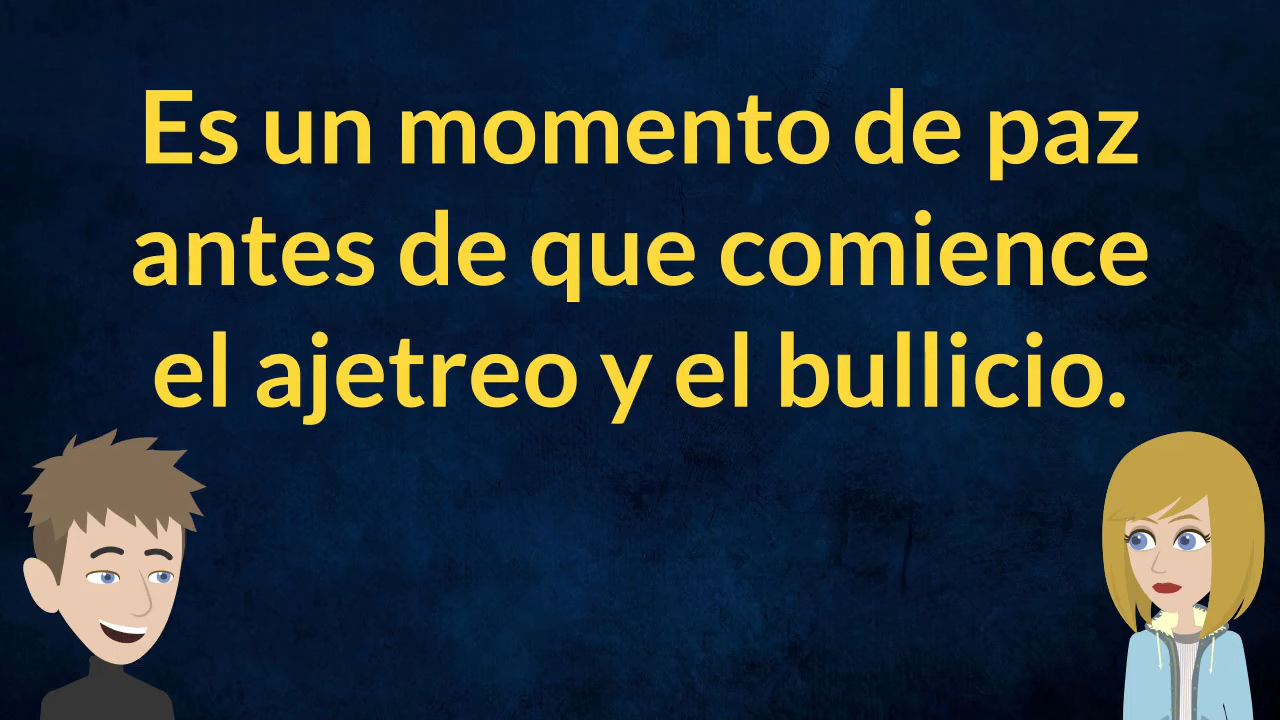 Es un momento de paz
antes de que comience
el ajetreo y el bullicio.